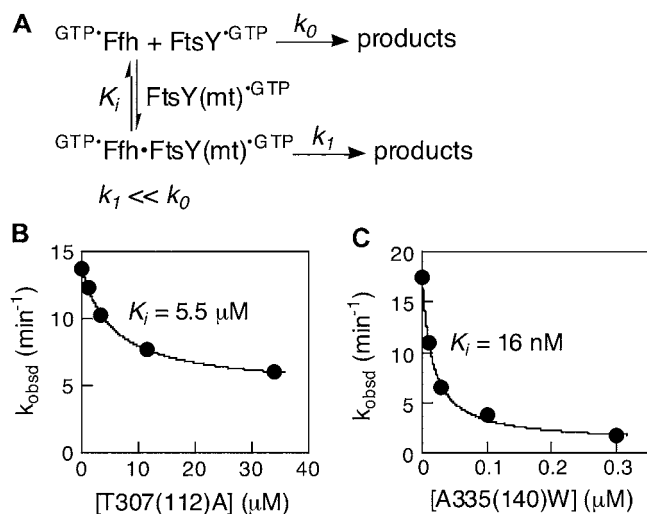 A
GTP•Ffh + FtsY•GTP k0 products
Ki FtsY(mt)•GTP
GTP•Ffh•FtsY(mt)•GTP k1 products
k1 << k0
B
15
10
5
0
kobsd (min-1)
Ki = 5.5 μM
0 10 20 30 40
[T307(112)A] (μM)
C
20
15
10
5
0
kobsd (min-1)
Ki = 16 nM
0 0.1 0.2 0.3
[A335(140)W] (μM)